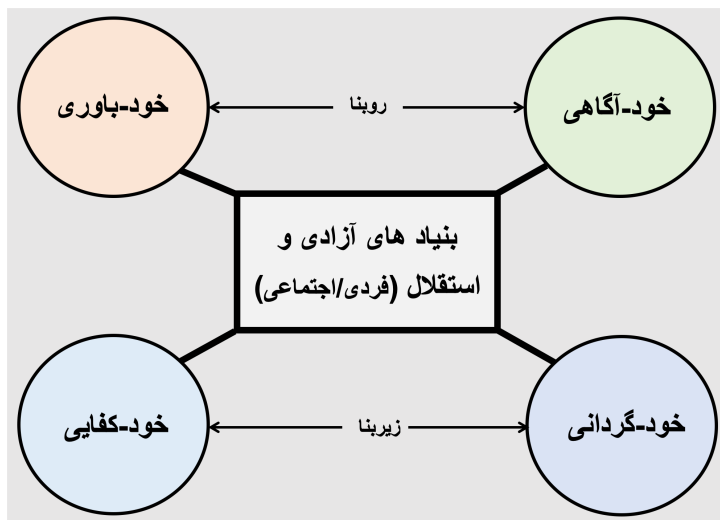 خود-آگاهی
روبنا
خود-باوری
بنیاد های آزادی و
استقلال (فردی/اجتماعی)
خود-گردانی
زیربنا
خود-کفایی